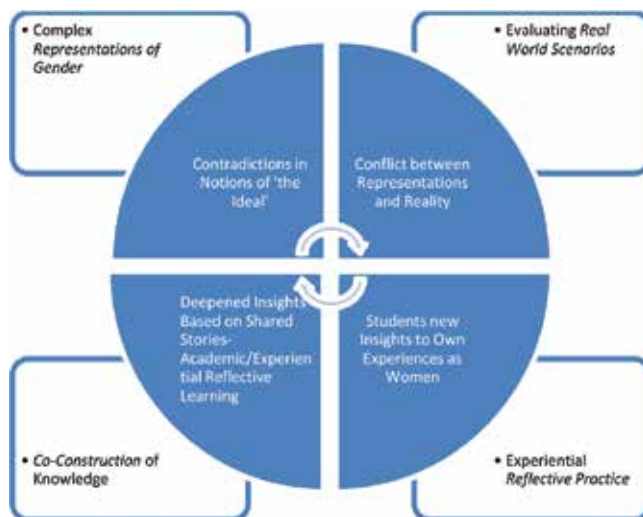 • Complex
Representations of
Gender
• Evaluating Real
World Scenarios
Contradictions in
Notions of 'the
Ideal'
Conflict between
Representations
and Reality
Deepened Insights
Based on Shared
Stories-
Academic/Experien
tial Reflective
Learning
Students new
Insights to Own
Experiences as
Women
• Co-Construction of
Knowledge
• Experiential
Reflective Practice